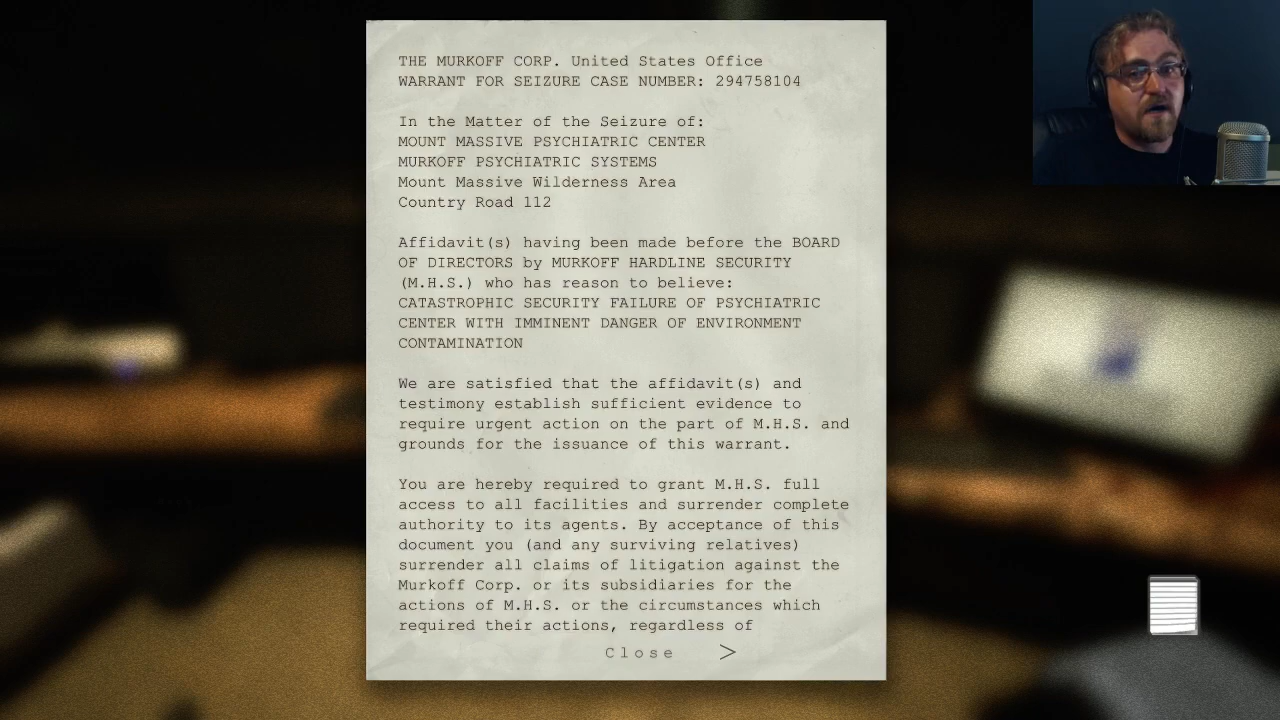 THE MURKOFF CORP. United States Office
WARRANT FOR SEIZURE CASE NUMBER: 294758104
In the Matter of the Seizure of:
MOUNT MASSIVE PSYCHIATRIC CENTER
MURKOFF PSYCHIATRIC SYSTEMS
Mount Massive Wilderness Area
Country Road 112
Affidavit(s) having been made before the BOARD
OF DIRECTORS by MURKOFF HARDLINE SECURITY
(M.H.S.) who has reason to believe:
CATASTROPHIC SECURITY FAILURE OF PSYCHIATRIC
CENTER WITH IMMINENT DANGER OF ENVIRONMENT
CONTAMINATION
We are satisfied that the affidavit(s) and
testimony establish sufficient evidence to
require urgent action on the part of M.H.S. and
grounds for the issuance of this warrant.
You are hereby required to grant M.H.S. full
access to all facilities and surrender complete
authority to its agents. By acceptance of this
document you (and any surviving relatives)
surrender all claims of litigation against the
Murkoff Corp. or its subsidiaries for the
actions of M.H.S. or the circumstances which
required their actions, regardless of
Close >